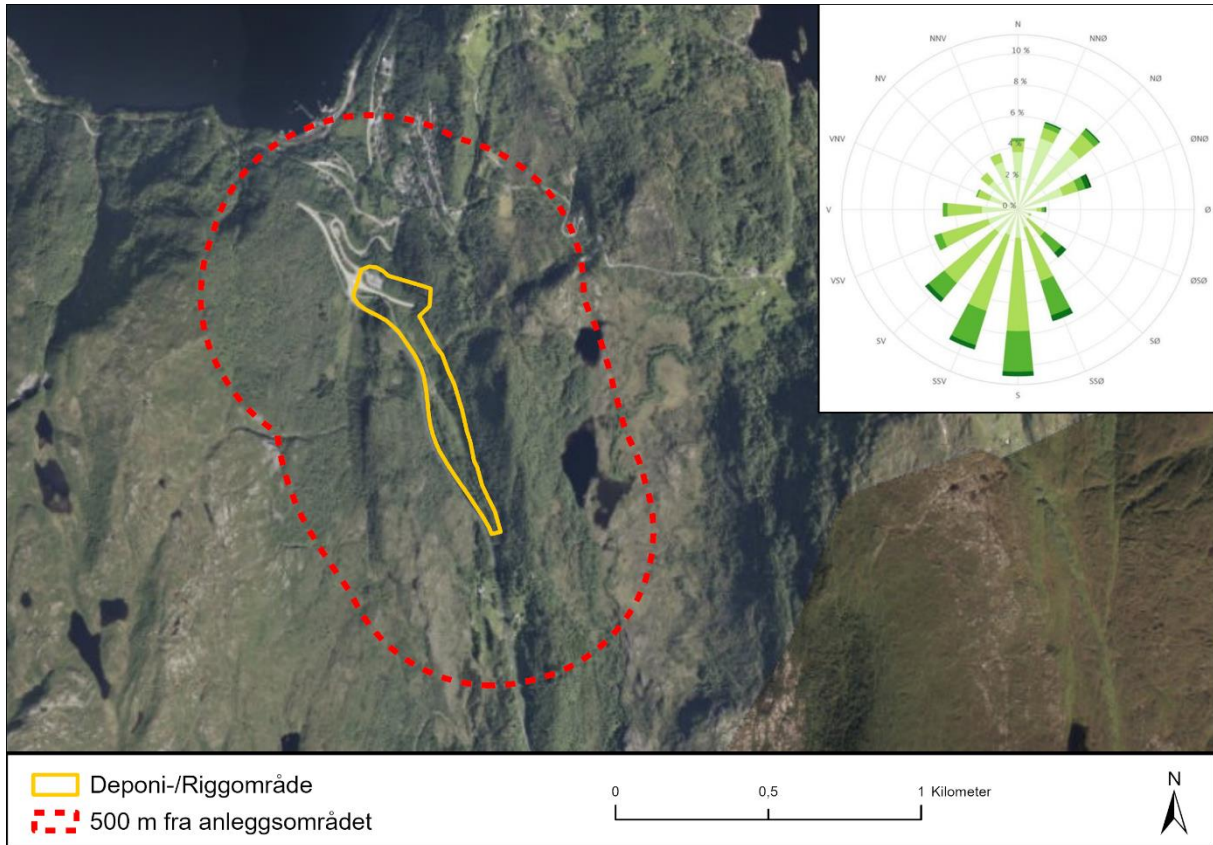 N
NNV
NNØ
10 %
NV
NØ
8 %
6 %
VNV
ØNØ
4 %
2 %
0 %
V
Ø
VSV
ØSØ
SV
SØ
SSV
SSØ
S
Deponi-/Riggområde
500 m fra anleggsområdet
0 0,5 1 Kilometer
N